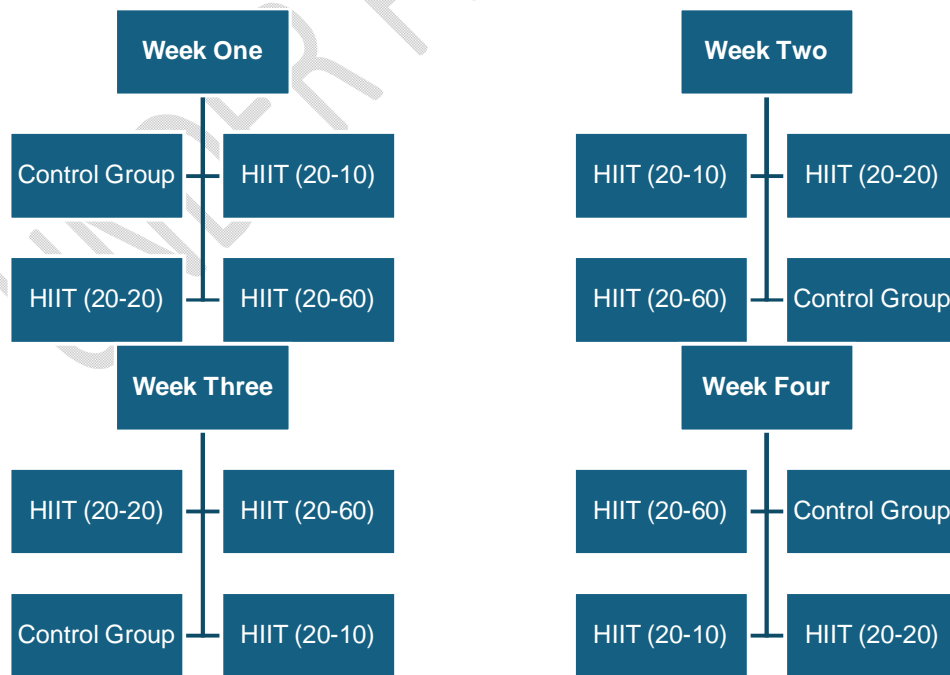 Week One
Control Group
HIIT (20-10)
HIIT (20-20)
HIIT (20-60)
Week Two
HIIT (20-10)
HIIT (20-20)
HIIT (20-60)
Control Group
Week Three
HIIT (20-20)
HIIT (20-60)
Control Group
HIIT (20-10)
Week Four
HIIT (20-60)
Control Group
HIIT (20-10)
HIIT (20-20)